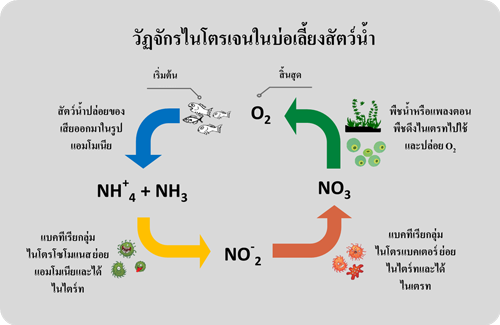 วัฏจักรไนโตรเจนในบ่อเลี้ยงสัตว์น้ำ
เริ่มต้น
สิ้นสุด
สัตว์น้ำปล่อยของ
เสียออกมาในรูป
แอมโมเนีย
O₂
พืชน้ำหรือแพลงตอน
พืชดึงไนเตรทไปใช้
และปล่อย O₂
NH⁺₄ + NH₃
NO₃
แบคทีเรียกลุ่ม
ไนโตรโซโมแนส ย่อย
แอมโมเนียและได้
ไนไตร์ท
NO⁻₂
แบคทีเรียกลุ่ม
ไนโตรแบคเตอร์ ย่อย
ไนไตร์ทและได้
ไนเตรท